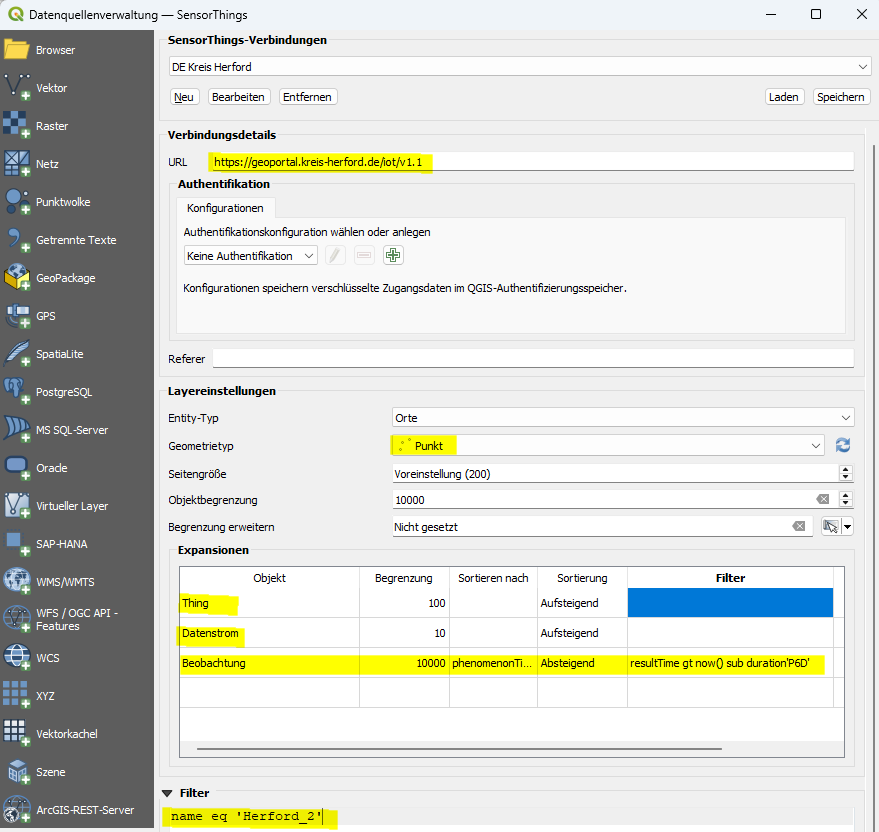 Datenquellenverwaltung — SensorThings
Browser
Vektor
Raster
Netz
Punktwolke
Getrennte Texte
GeoPackage
GPS
SpatiaLite
PostgreSQL
MS SQL-Server
Oracle
Virtueller Layer
SAP-HANA
WMS/WMTS
WFS / OGC API -
Features
WCS
XYZ
Vektorkachel
Szene
ArcGIS-REST-Server
SensorThings-Verbindungen
DE Kreis Herford
Neu Bearbeiten Entfernen Laden Speichern
Verbindungsdetails
URL https://geoportal.kreis-herford.de/iot/v1.1
Authentifikation
Konfigurationen
Authentifikationskonfiguration wählen oder anlegen
Keine Authentifikation
Konfigurationen speichern verschlüsselte Zugangsdaten im QGIS-Authentifizierungsspeicher.
Referer
Layereinstellungen
Entity-Typ Orte
Geometrietyp Punkt
Seitengröße Voreinstellung (200)
Objektbegrenzung 10000
Begrenzung erweitern Nicht gesetzt
Expansionen
Objekt Begrenzung Sortieren nach Sortierung Filter
Thing 100 Aufsteigend
Datenstrom 10 Aufsteigend
Beobachtung 10000 phenomenonTi... Absteigend resultTime gt now() sub duration'P6D'
Filter
name eq 'Herford_2'